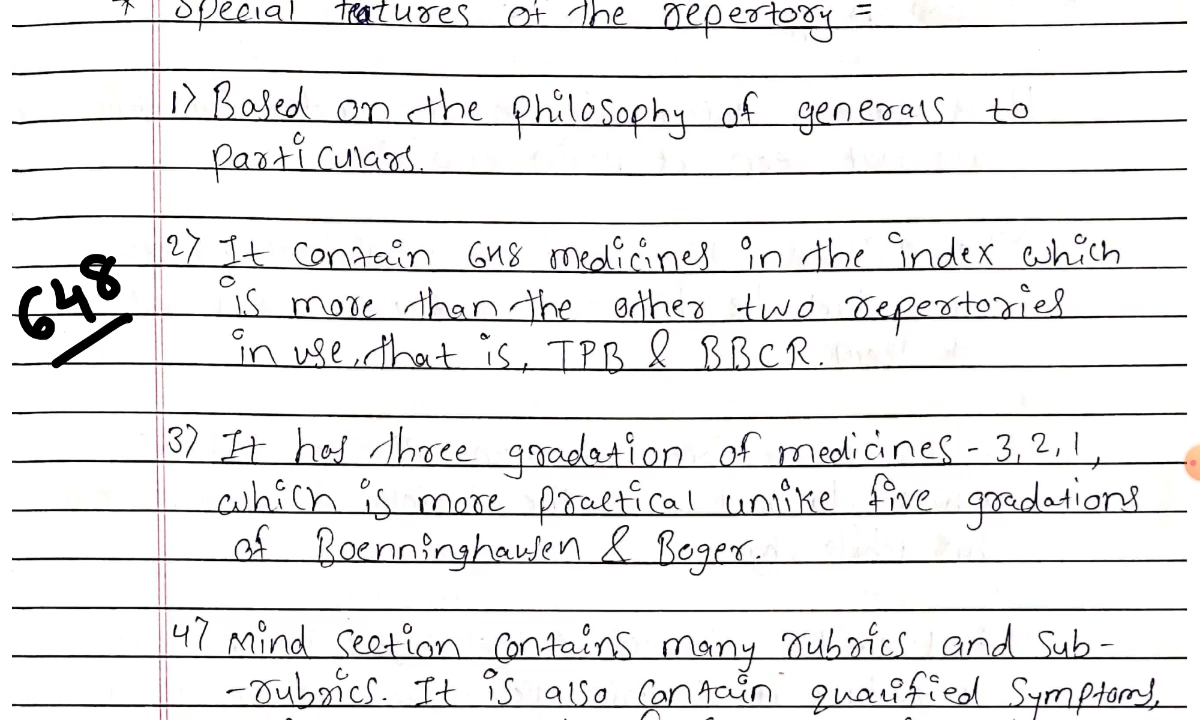 * Special features of the repertory =
1) Based on the philosophy of generals to
particulars.
2) It contain 648 medicines in the index which
648
is more than the other two repertories
in use, that is, TPB & BBCR.
3) It has three gradation of medicines - 3, 2, 1,
which is more practical unlike five gradations
of Boenninghausen & Boger.
4) Mind section contains many rubrics and sub-
-rubrics. It is also contain qualified symptoms,